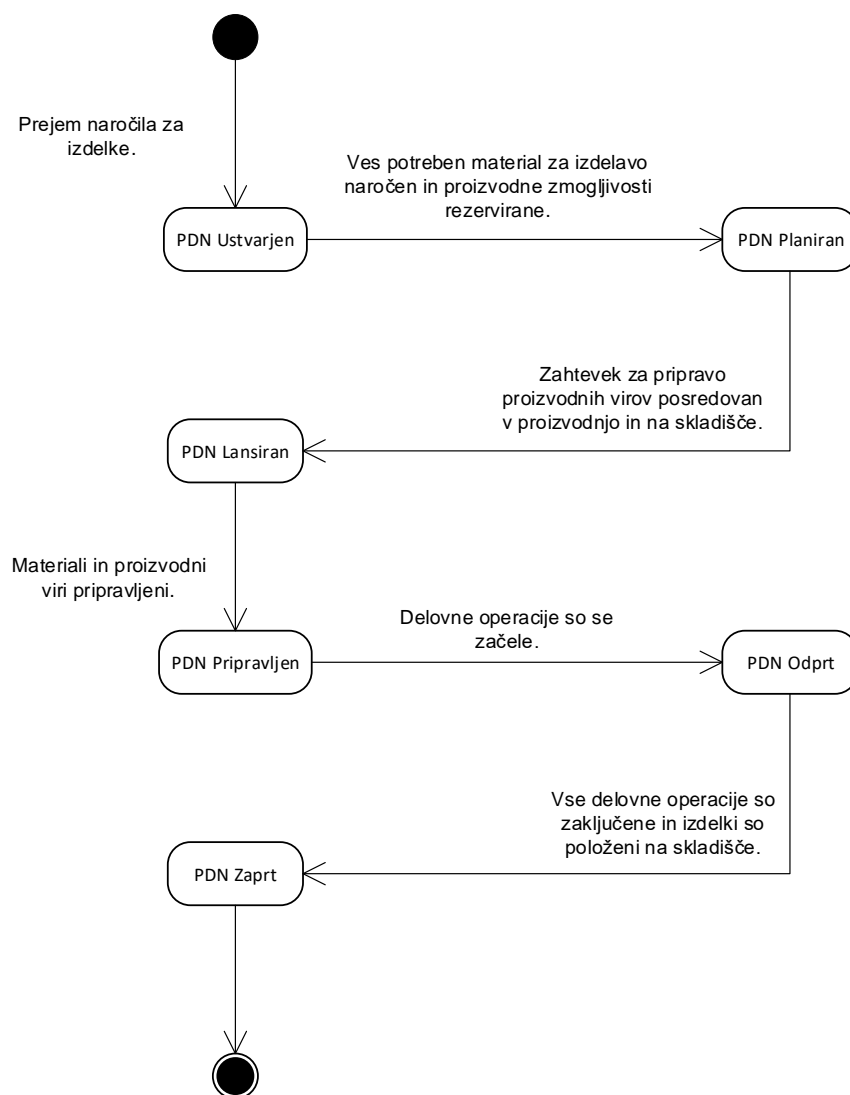 Prejem naročila za
izdelke.
Ves potreben material za izdelavo
naročen in proizvodne zmogljivosti
rezervirane.
PDN Ustvarjen
PDN Planiran
Zahtevek za pripravo
proizvodnih virov posredovan
v proizvodnjo in na skladišče.
PDN Lansiran
Materiali in proizvodni
viri pripravljeni.
Delovne operacije so se
začele.
PDN Pripravljen
PDN Odprt
Vse delovne operacije so
zaključene in izdelki so
položeni na skladišče.
PDN Zaprt